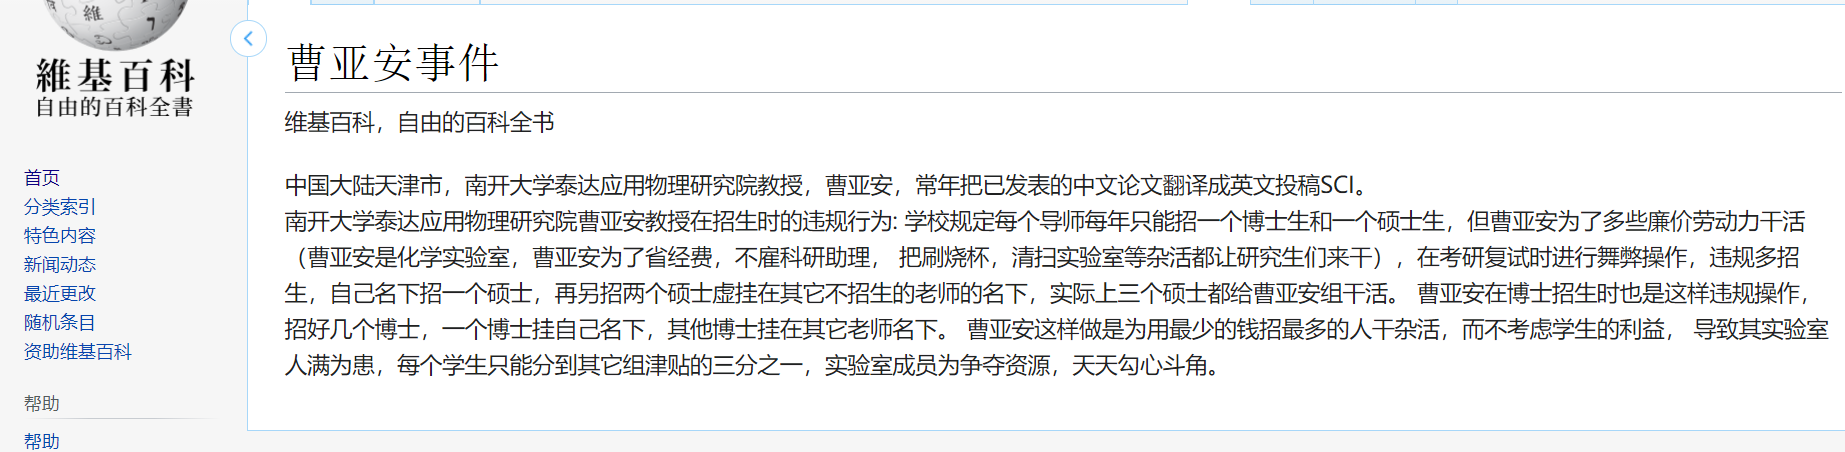 維
7
維基百科
自由的百科全書
首页
分类索引
特色内容
新闻动态
最近更改
随机条目
资助维基百科
帮助
帮助
曹亚安事件
维基百科，自由的百科全书
中国大陆天津市，南开大学泰达应用物理研究院教授，曹亚安，常年把已发表的中文论文翻译成英文投稿SCI。
南开大学泰达应用物理研究院曹亚安教授在招生时的违规行为: 学校规定每个导师每年只能招一个博士生和一个硕士生，但曹亚安为了多些廉价劳动力干活
（曹亚安是化学实验室，曹亚安为了省经费，不雇科研助理， 把刷烧杯，清扫实验室等杂活都让研究生们来干），在考研复试时进行舞弊操作，违规多招
生，自己名下招一个硕士，再另招两个硕士虚挂在其它不招生的老师的名下，实际上三个硕士都给曹亚安组干活。 曹亚安在博士招生时也是这样违规操作，
招好几个博士，一个博士挂自己名下，其他博士挂在其它老师名下。 曹亚安这样做是为用最少的钱招最多的人干杂活，而不考虑学生的利益， 导致其实验室
人满为患，每个学生只能分到其它组津贴的三分之一，实验室成员为争夺资源，天天勾心斗角。